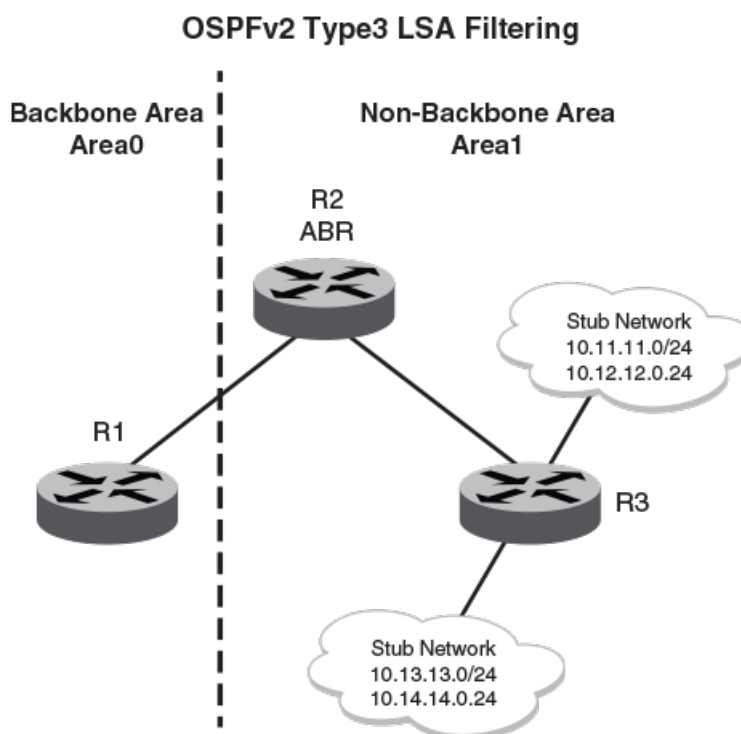 OSPFv2 Type3 LSA Filtering
Backbone Area
Area0
Non-Backbone Area
Area1
R2
ABR
Stub Network
10.11.11.0/24
10.12.12.0.24
R1
R3
Stub Network
10.13.13.0/24
10.14.14.0.24